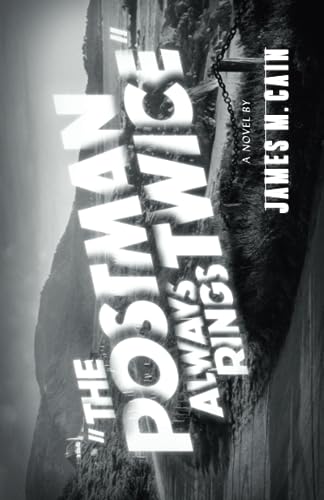 "THE
POSTMAN
ALWAYS
RINGS
TWICE"
A NOVEL BY
JAMES M. CAIN